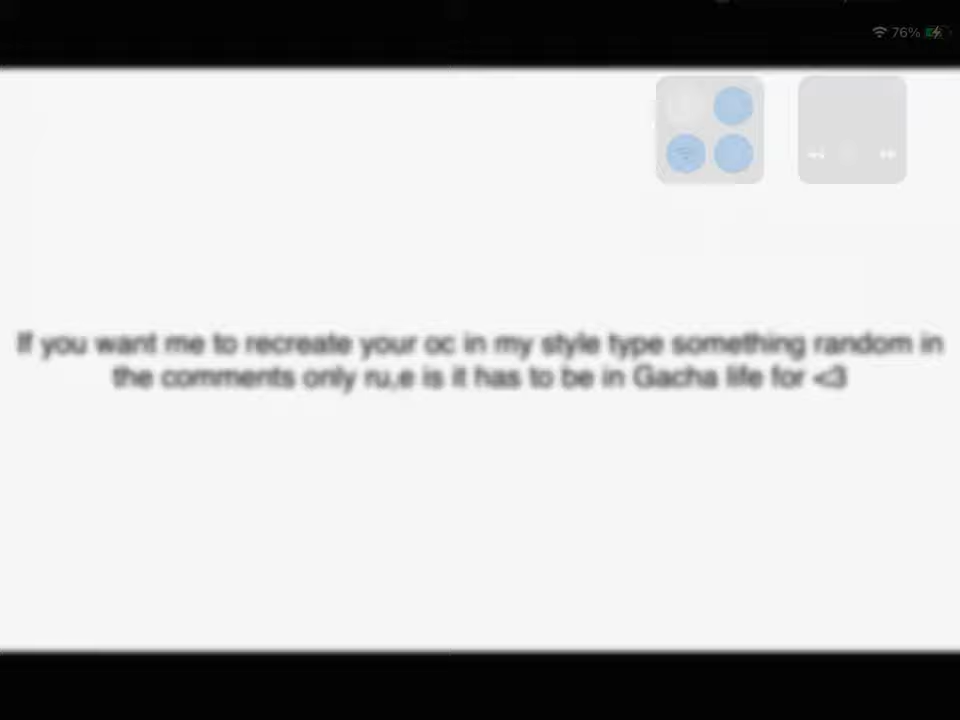 76%
If you want me to recreate your oc in my style type something random in
the comments only ru,e is it has to be in Gacha life for <3